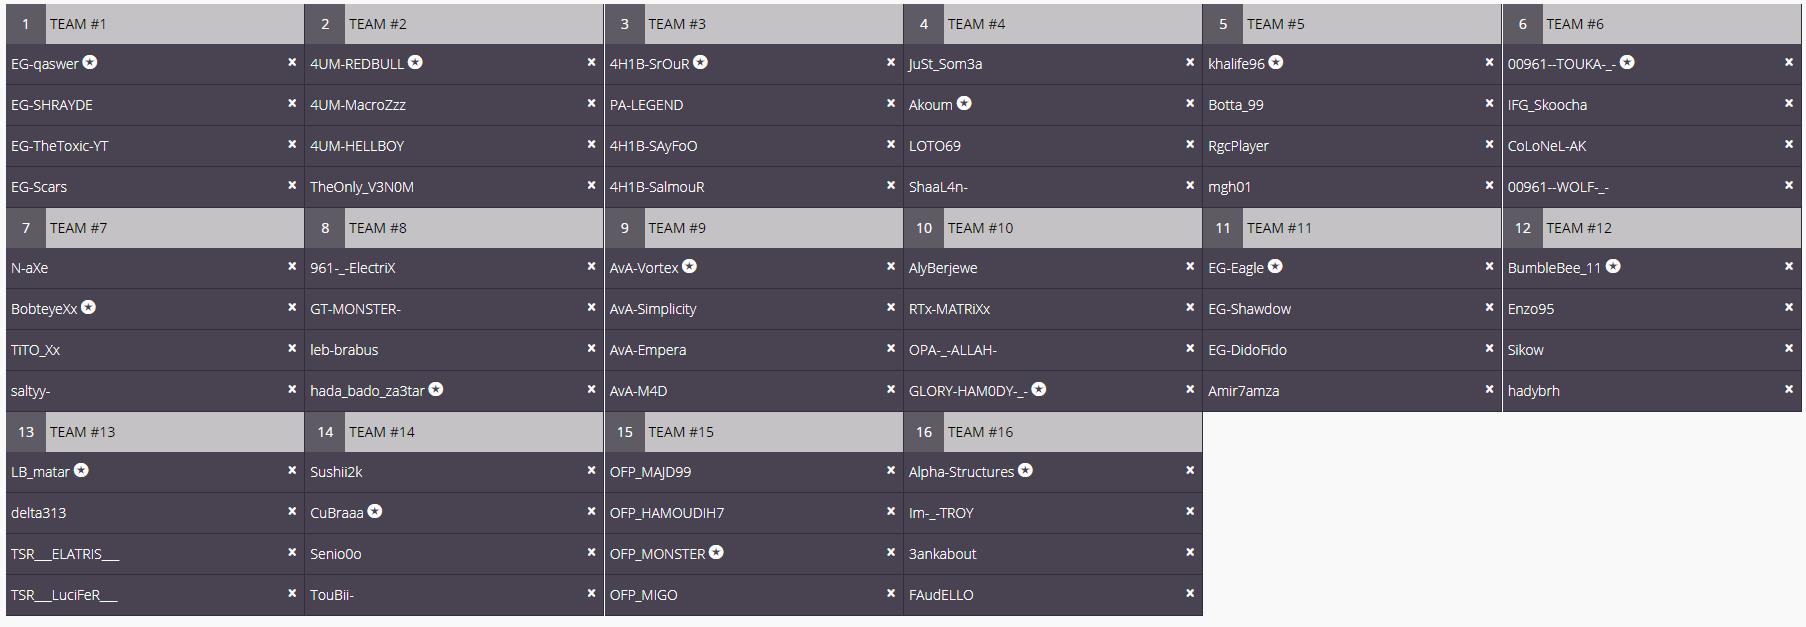 1 TEAM #1
EG-qaswer
EG-SHRAYDE
EG-TheToxic-YT
EG-Scars
2 TEAM #2
4UM-REDBULL
4UM-MacroZzz
4UM-HELLBOY
TheOnly_V3N0M
3 TEAM #3
4H1B-SrOuR
PA-LEGEND
4H1B-SAyFoO
4H1B-SalmouR
4 TEAM #4
JuSt_Som3a
Akoum
LOTO69
ShaaL4n-
5 TEAM #5
khalife96
Botta_99
RgcPlayer
mgh01
6 TEAM #6
00961--TOUKA-_-
IFG_Skoocha
CoLoNeL-AK
00961--WOLF-_-
7 TEAM #7
N-aXe
BobteyeXx
TiTO_Xx
saltyy-
8 TEAM #8
961-_-ElectriX
GT-MONSTER-
leb-brabus
hada_bado_za3tar
9 TEAM #9
AvA-Vortex
AvA-Simplicity
AvA-Empera
AvA-M4D
10 TEAM #10
AlyBerjewe
RTx-MATRiXx
OPA-_-ALLAH-
GLORY-HAM0DY-_-
11 TEAM #11
EG-Eagle
EG-Shawdow
EG-DidoFido
Amir7amza
12 TEAM #12
BumbleBee_11
Enzo95
Sikow
hadybrh
13 TEAM #13
LB_matar
delta313
TSR___ELATRIS___
TSR___LuciFeR___
14 TEAM #14
Sushii2k
CuBraaa
Senio0o
TouBii-
15 TEAM #15
OFP_MAJD99
OFP_HAMOUDIH7
OFP_MONSTER
OFP_MIGO
16 TEAM #16
Alpha-Structures
Im-_-TROY
3ankabout
FAudELLO